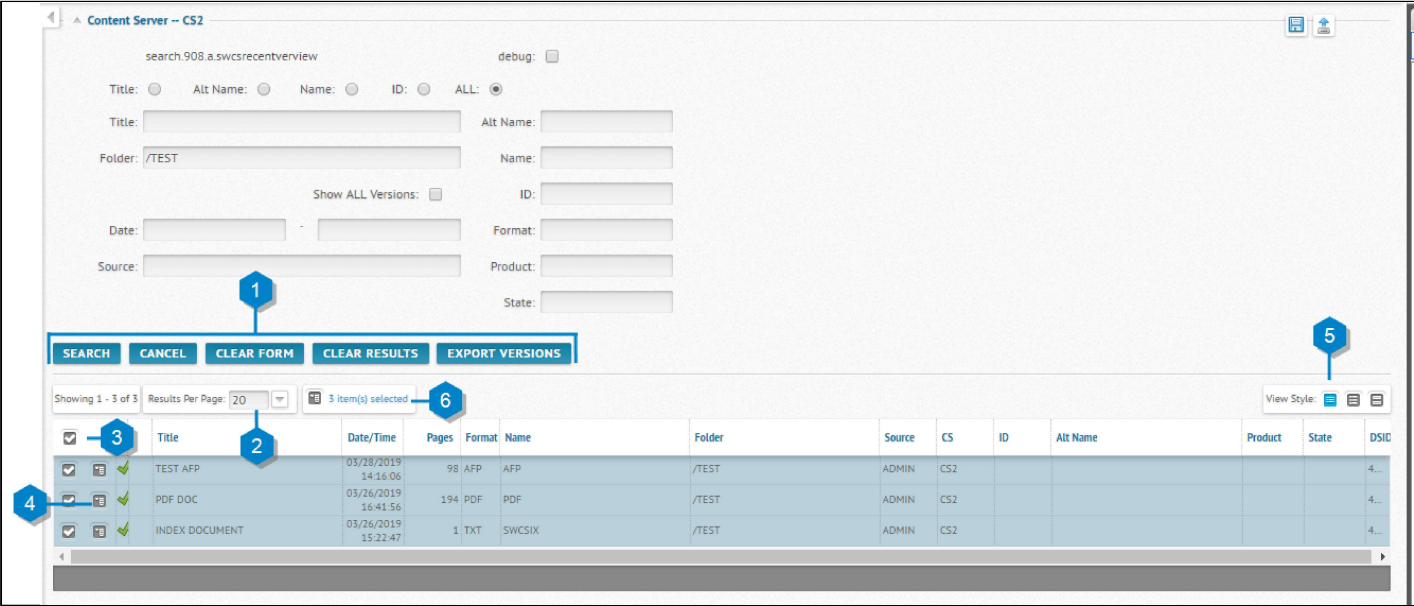 Content Server -- CS2
search.908.a.swcsrecentverview debug:
Title: Alt Name: Name: ID: ALL:
Title: Alt Name:
Folder: /TEST Name:
Show ALL Versions: ID:
Date: - Format:
Source: Product:
1
State:
5
SEARCH CANCEL CLEAR FORM CLEAR RESULTS EXPORT VERSIONS
Showing 1 - 3 of 3 Results Per Page: 20 3 item(s) selected 6 View Style:
3 Title 2 Date/Time Pages Format Name Folder Source CS ID Alt Name Product State DSID
TEST AFP 03/28/2019 14:16:06 98 AFP AFP /TEST ADMIN CS2 4...
4 PDF DOC 03/26/2019 16:41:56 194 PDF PDF /TEST ADMIN CS2 4...
INDEX DOCUMENT 03/26/2019 15:22:47 1 TXT SWCSIX /TEST ADMIN CS2 4...